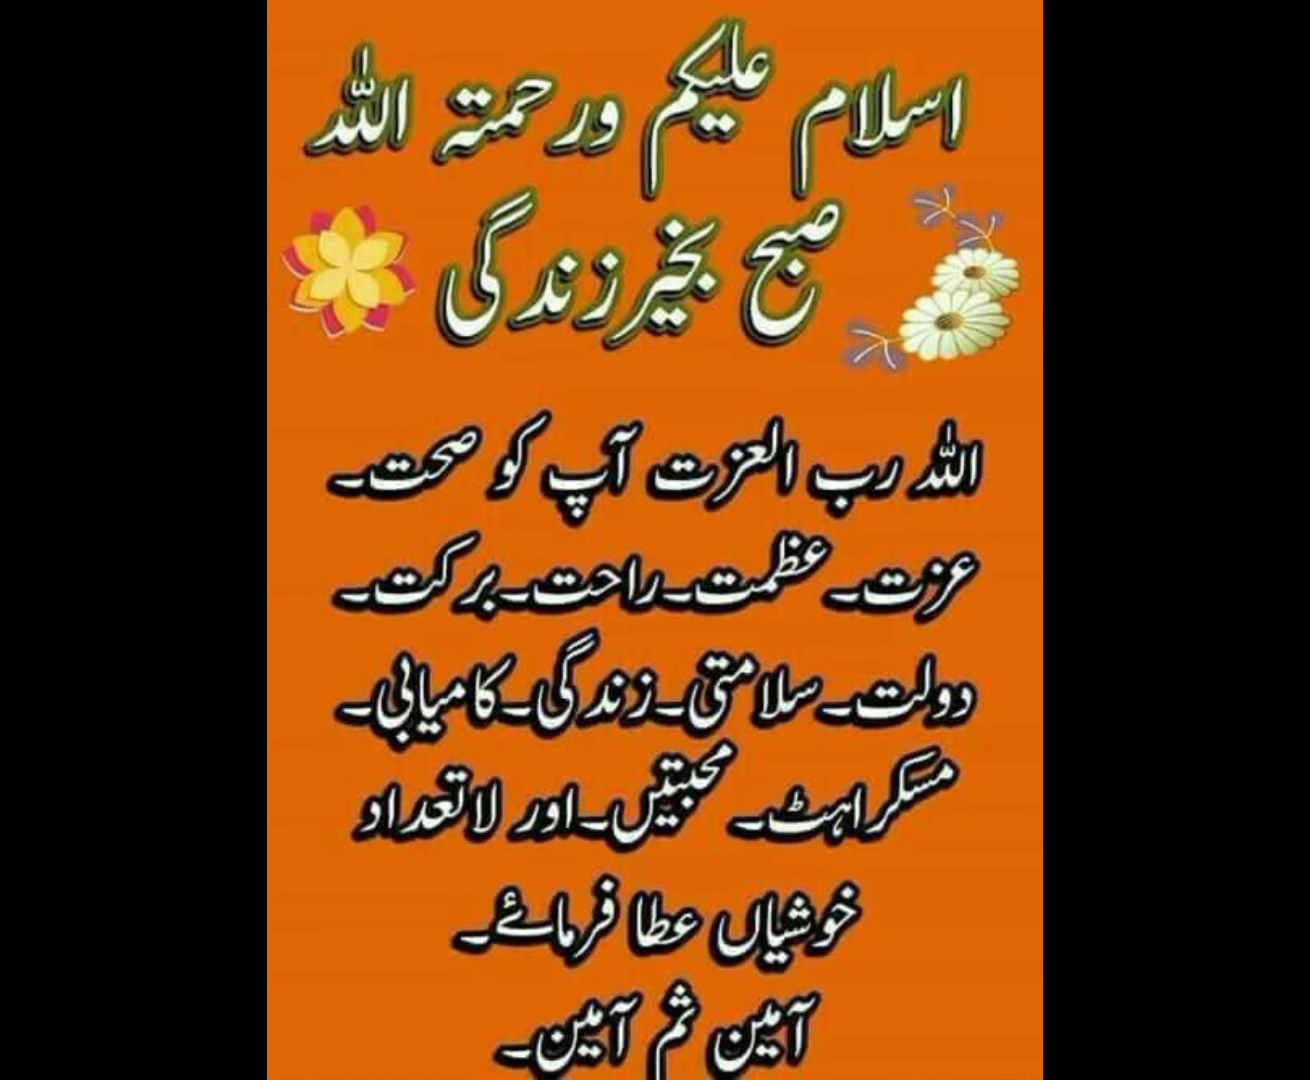 اسلام علیکم ورحمتہ اللہ
صبح بخیر زندگی
اللہ رب العزت آپ کو صحت۔
عزت۔عظمت۔راحت۔برکت۔
دولت۔سلامتی۔زندگی۔کامیابی۔
مسکراہٹ۔محبتیں۔اور لاتعداد
خوشیاں عطا فرمائے۔
آمین ثم آمین۔